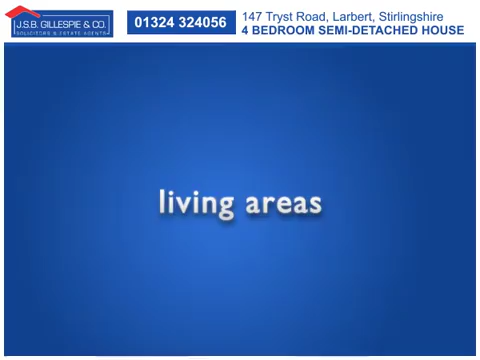 J.S.B. GILLESPIE & CO.
SOLICITORS & ESTATE AGENTS
01324 324056
147 Tryst Road, Larbert, Stirlingshire
4 BEDROOM SEMI-DETACHED HOUSE
living areas